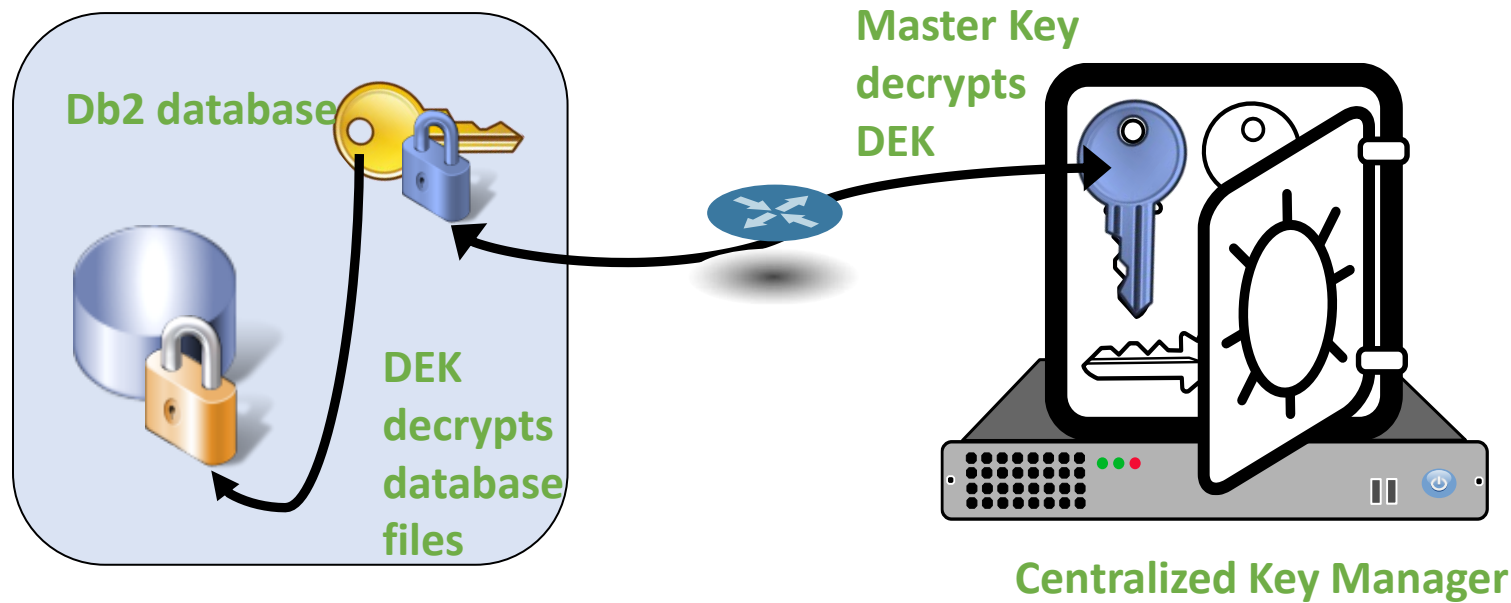 Db2 database
DEK
decrypts
database
files
Master Key
decrypts
DEK
Centralized Key Manager